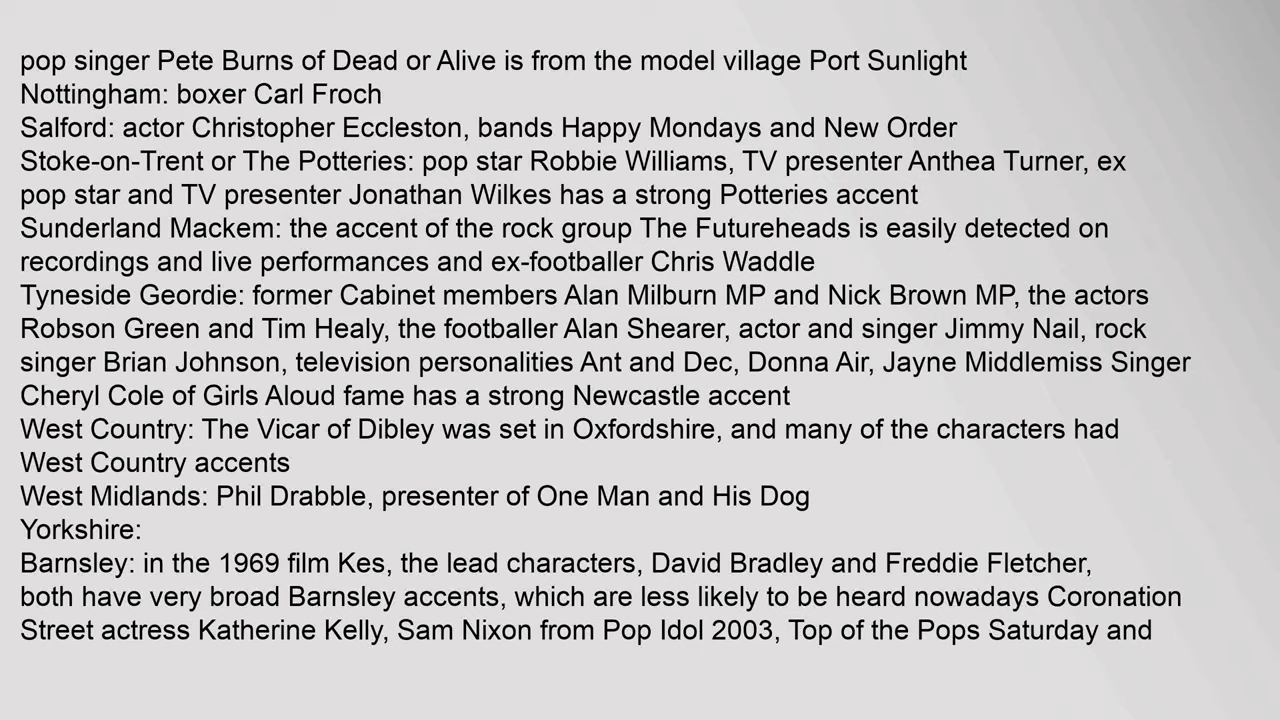 pop singer Pete Burns of Dead or Alive is from the model village Port Sunlight
Nottingham: boxer Carl Froch
Salford: actor Christopher Eccleston, bands Happy Mondays and New Order
Stoke-on-Trent or The Potteries: pop star Robbie Williams, TV presenter Anthea Turner, ex
pop star and TV presenter Jonathan Wilkes has a strong Potteries accent
Sunderland Mackem: the accent of the rock group The Futureheads is easily detected on
recordings and live performances and ex-footballer Chris Waddle
Tyneside Geordie: former Cabinet members Alan Milburn MP and Nick Brown MP, the actors
Robson Green and Tim Healy, the footballer Alan Shearer, actor and singer Jimmy Nail, rock
singer Brian Johnson, television personalities Ant and Dec, Donna Air, Jayne Middlemiss Singer
Cheryl Cole of Girls Aloud fame has a strong Newcastle accent
West Country: The Vicar of Dibley was set in Oxfordshire, and many of the characters had
West Country accents
West Midlands: Phil Drabble, presenter of One Man and His Dog
Yorkshire:
Barnsley: in the 1969 film Kes, the lead characters, David Bradley and Freddie Fletcher,
both have very broad Barnsley accents, which are less likely to be heard nowadays Coronation
Street actress Katherine Kelly, Sam Nixon from Pop Idol 2003, Top of the Pops Saturday and